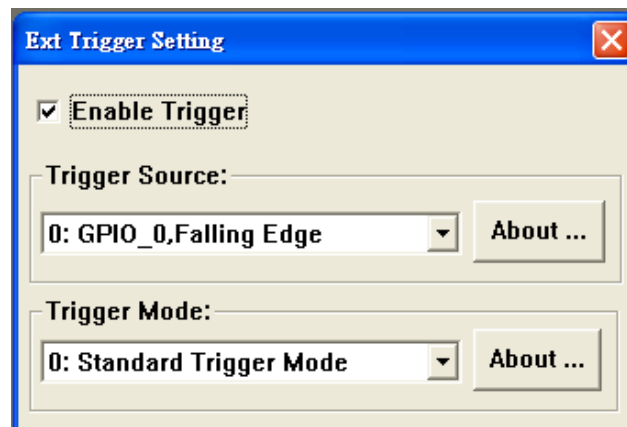 Ext Trigger Setting
Enable Trigger
Trigger Source:
0: GPIO_0,Falling Edge
About ...
Trigger Mode:
0: Standard Trigger Mode
About ...